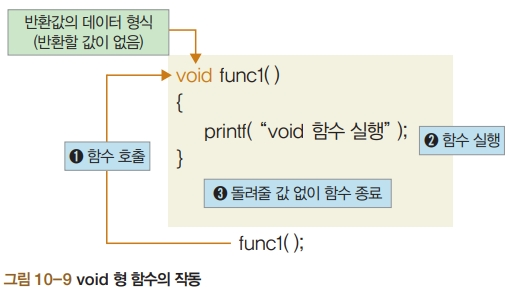 반환값의 데이터 형식
(반환할 값이 없음)
void func1( )
{
printf( “void 함수 실행” );
❷ 함수 실행
❶ 함수 호출
}
❸ 돌려줄 값 없이 함수 종료
func1( );
그림 10-9 void 형 함수의 작동